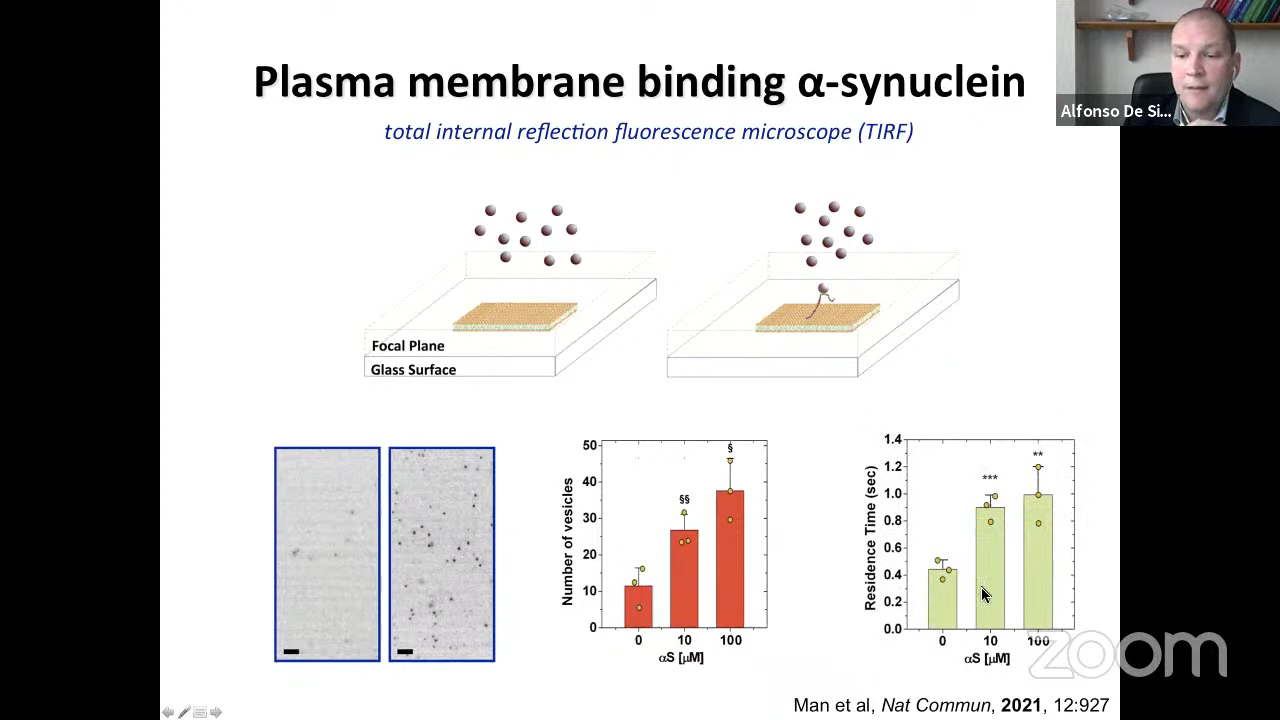 Plasma membrane binding α-synuclein
total internal reflection fluorescence microscope (TIRF)
Alfonso De Si...
Focal Plane
Glass Surface
Number of vesicles
50
40
30
20
10
0
§§
§
0 10 100
αS [μM]
Residence Time (sec)
1.4
1.2
1.0
0.8
0.6
0.4
0.2
0.0
***
**
0 10 100
αS [μM]
zoom
Man et al, Nat Commun, 2021, 12:927